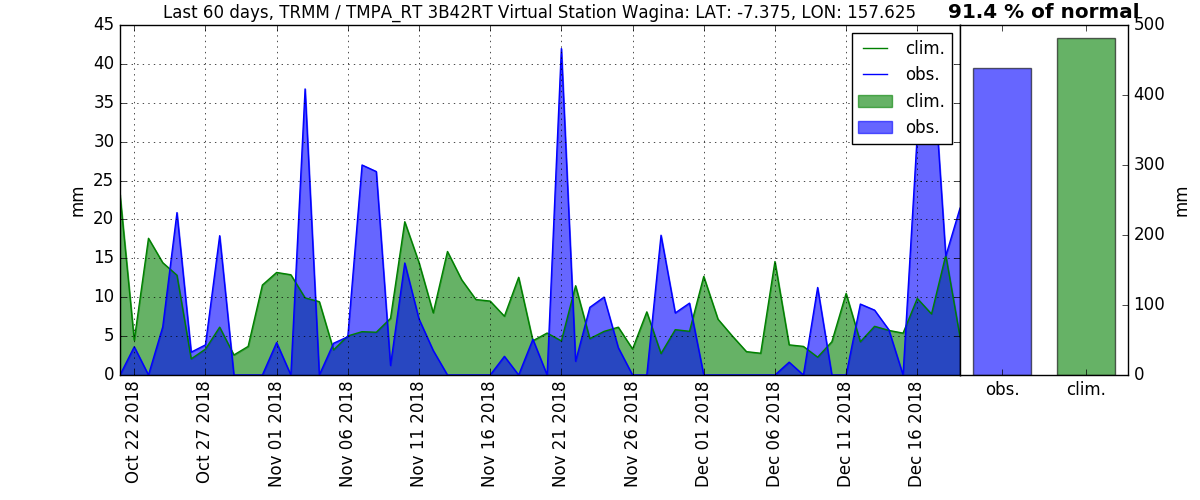 Last 60 days, TRMM / TMPA_RT 3B42RT Virtual Station Wagina: LAT: -7.375, LON: 157.625
91.4 % of normal
45
40
35
30
25
20
15
10
5
0
mm
clim.
obs.
clim.
obs.
500
400
300
200
100
0
mm
Oct 22 2018
Oct 27 2018
Nov 01 2018
Nov 06 2018
Nov 11 2018
Nov 16 2018
Nov 21 2018
Nov 26 2018
Dec 01 2018
Dec 06 2018
Dec 11 2018
Dec 16 2018
obs.
clim.